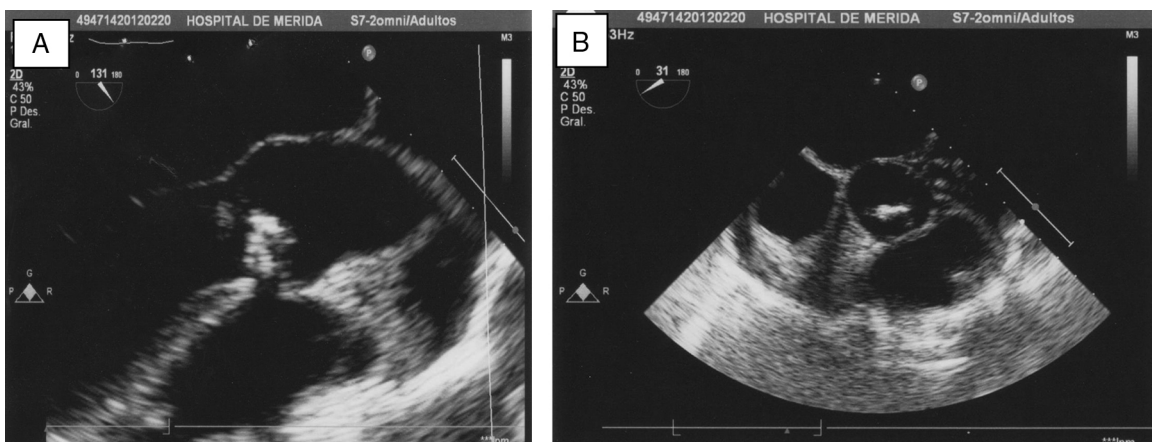 49471420120220 HOSPITAL DE MERIDA S7-2omni/Adultos
A
M3
2D
43%
C 50
P Des.
Gral.
0 131 180
P
G
P R
49471420120220 HOSPITAL DE MERIDA S7-2omni/Adultos
B
3Hz
M3
2D
43%
C 50
P Des.
Gral.
0 31 180
P
G
P R